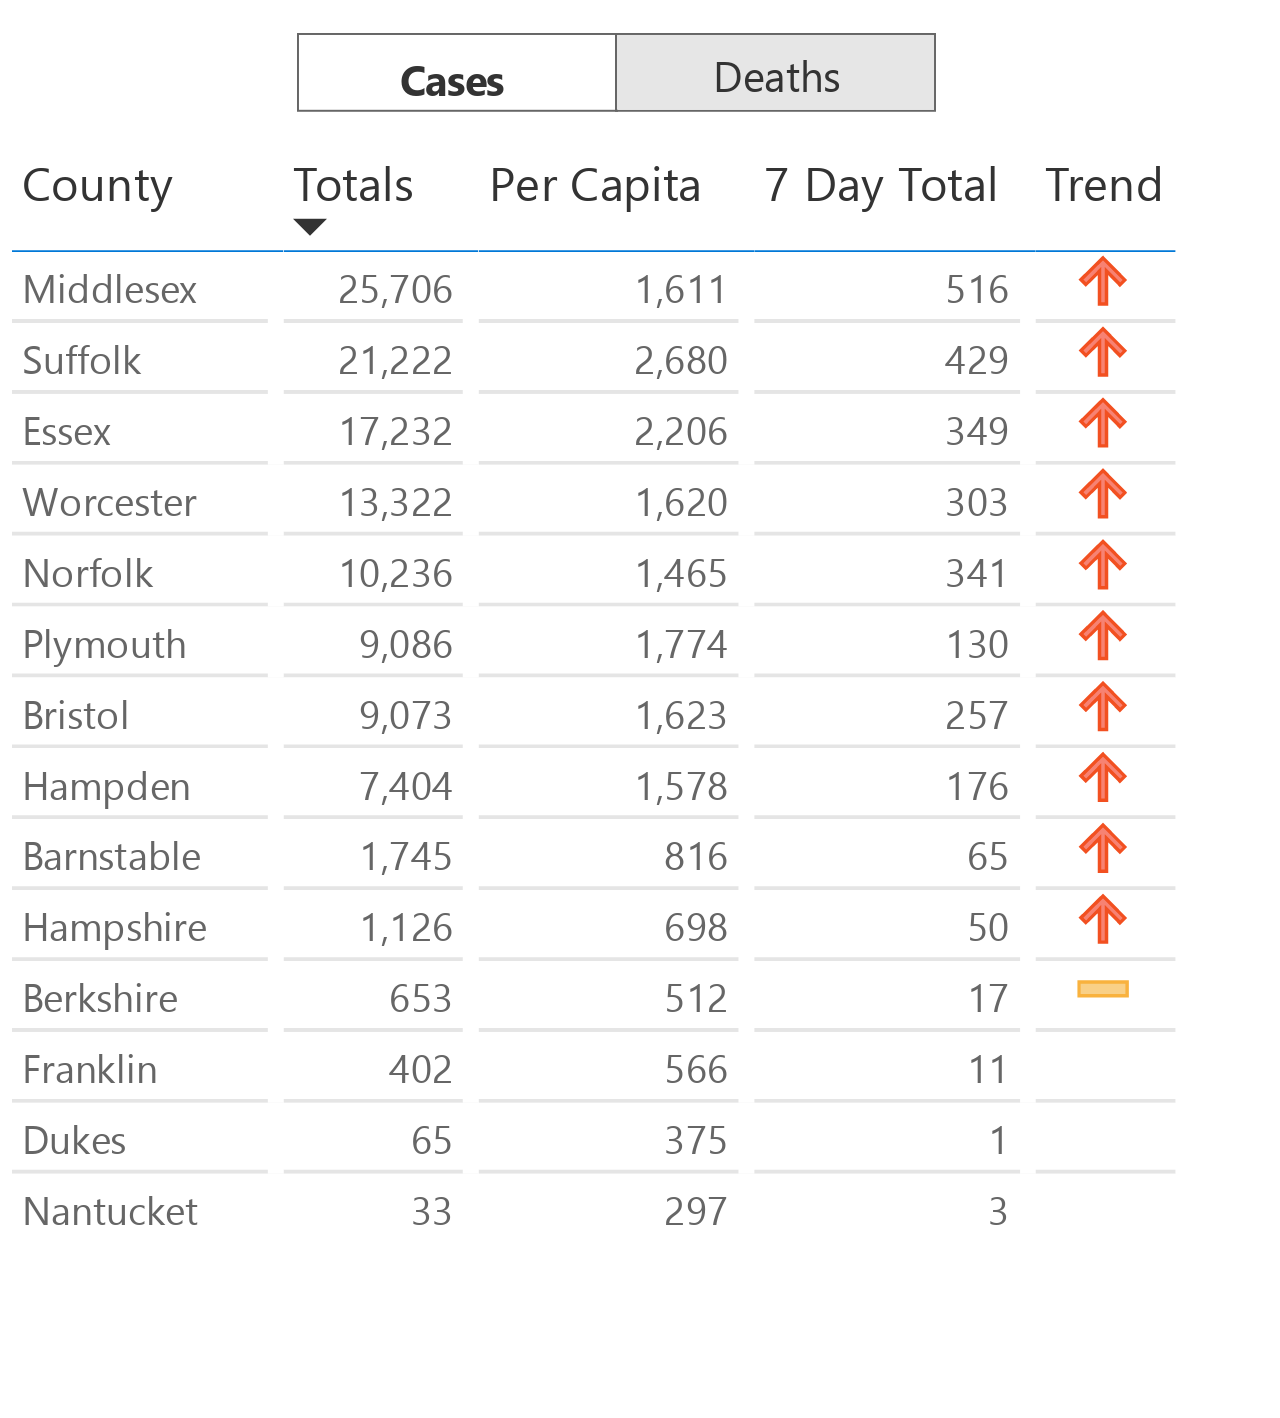 Cases Deaths
County Totals Per Capita 7 Day Total Trend
Middlesex 25,706 1,611 516
Suffolk 21,222 2,680 429
Essex 17,232 2,206 349
Worcester 13,322 1,620 303
Norfolk 10,236 1,465 341
Plymouth 9,086 1,774 130
Bristol 9,073 1,623 257
Hampden 7,404 1,578 176
Barnstable 1,745 816 65
Hampshire 1,126 698 50
Berkshire 653 512 17
Franklin 402 566 11
Dukes 65 375 1
Nantucket 33 297 3